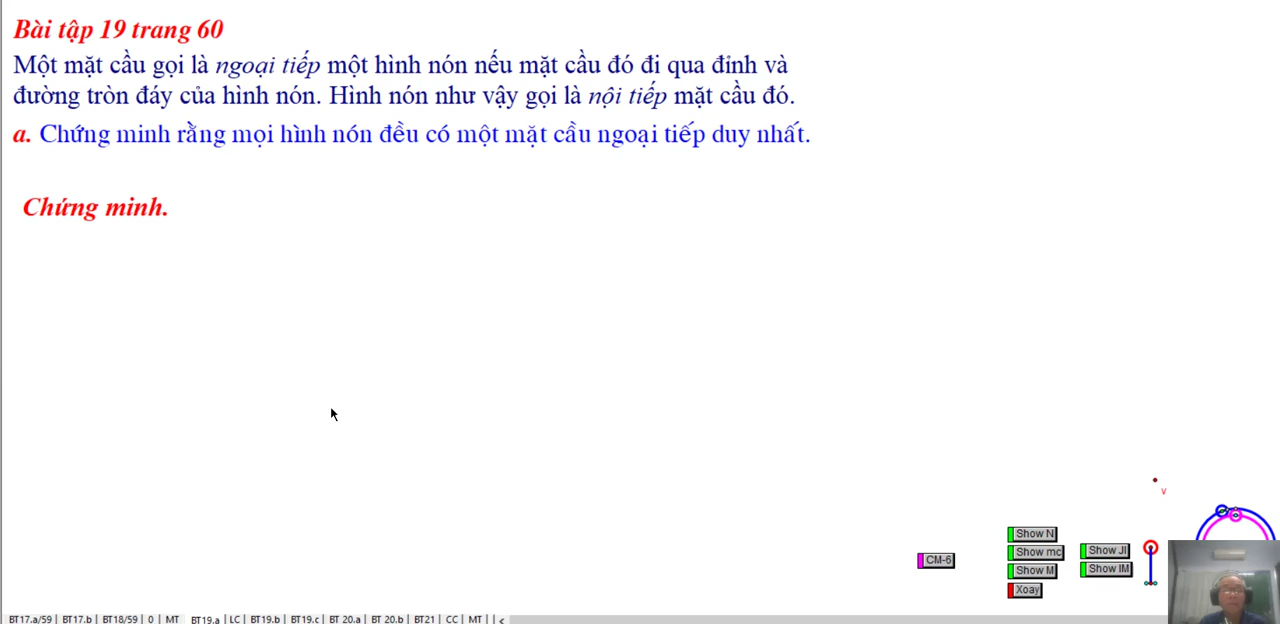 Bài tập 19 trang 60
Một mặt cầu gọi là ngoại tiếp một hình nón nếu mặt cầu đó đi qua đỉnh và
đường tròn đáy của hình nón. Hình nón như vậy gọi là nội tiếp mặt cầu đó.
a. Chứng minh rằng mọi hình nón đều có một mặt cầu ngoại tiếp duy nhất.
Chứng minh.
v
Show N
CM-6
Show mc
Show JI
Show M
Show IM
Xoay
BT17.a/59 | BT17.b | BT18/59 | 0 | MT | BT19.a | LC | BT19.b | BT19.c | BT 20.a | BT 20.b | BT21 | CC | MT | | <